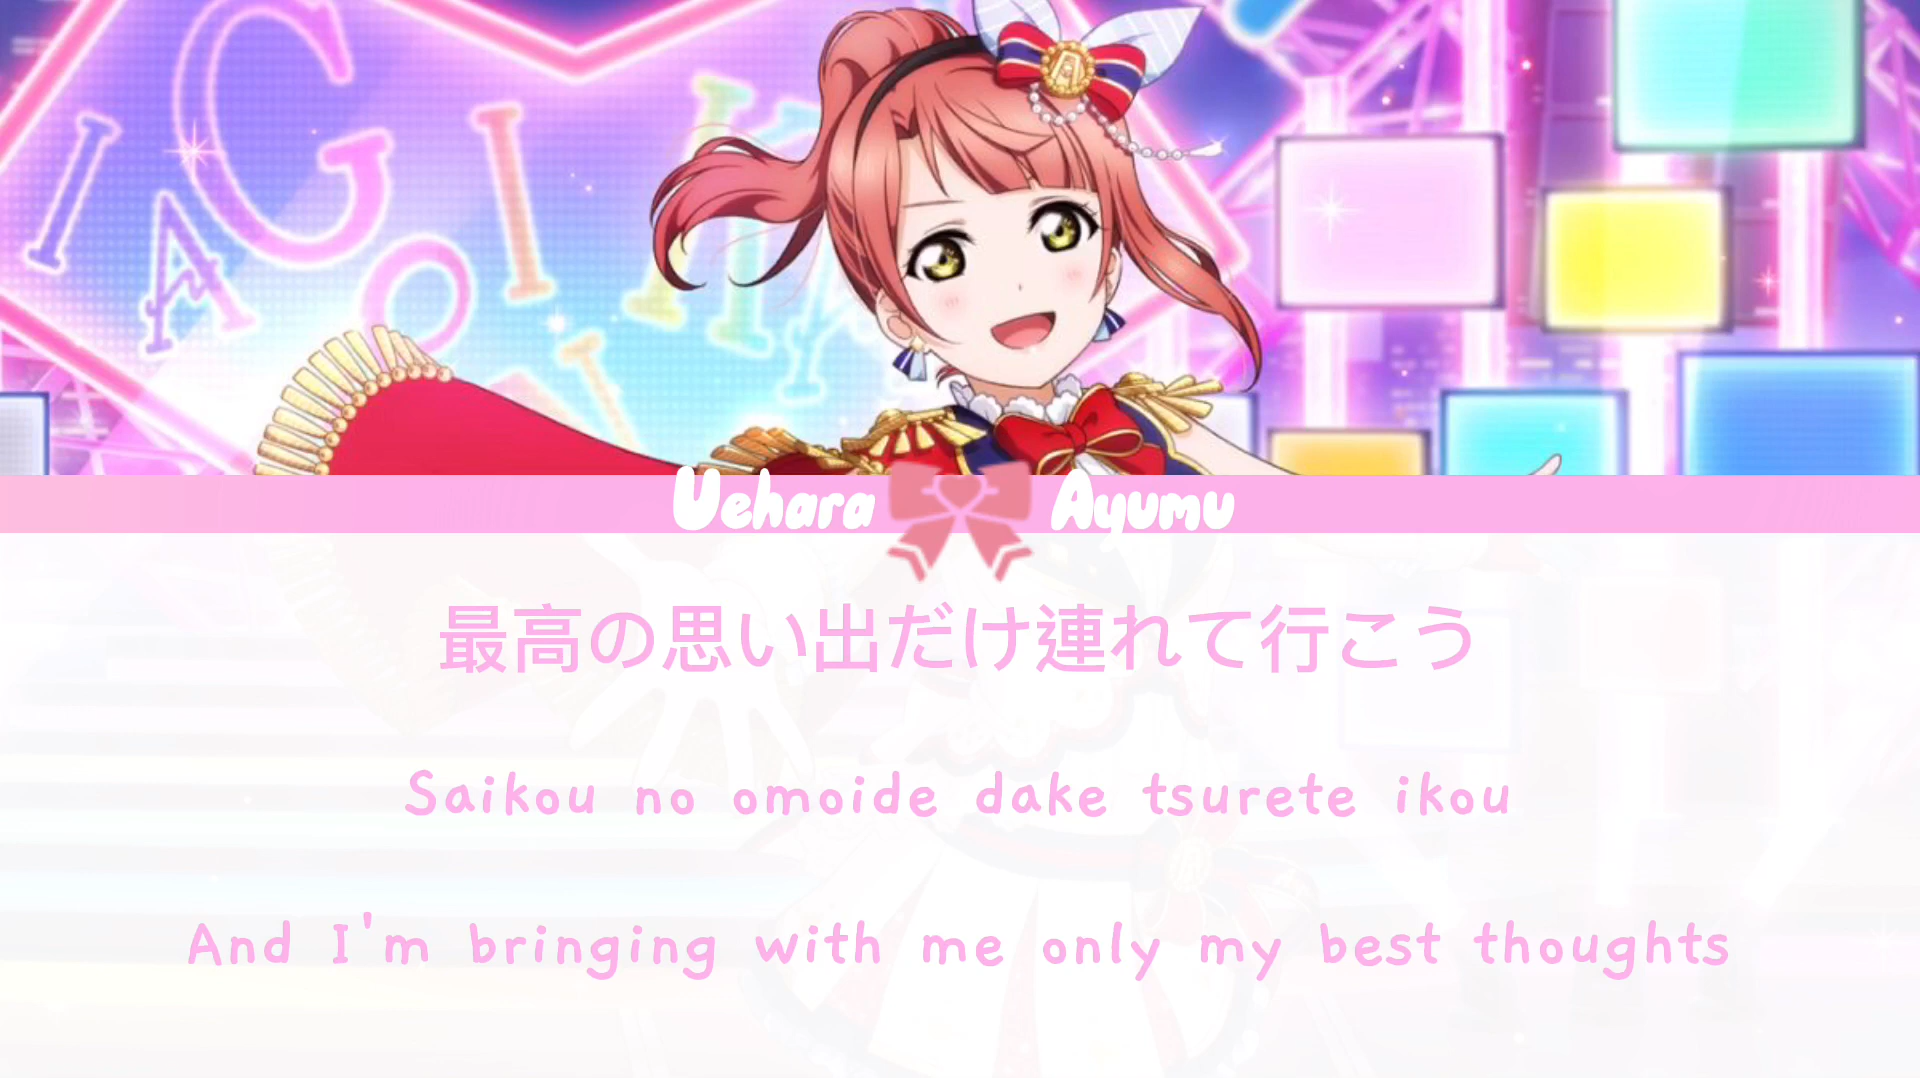 Uehara Ayumu
最高の思い出だけ連れて行こう
Saikou no omoide dake tsurete ikou
And I'm bringing with me only my best thoughts